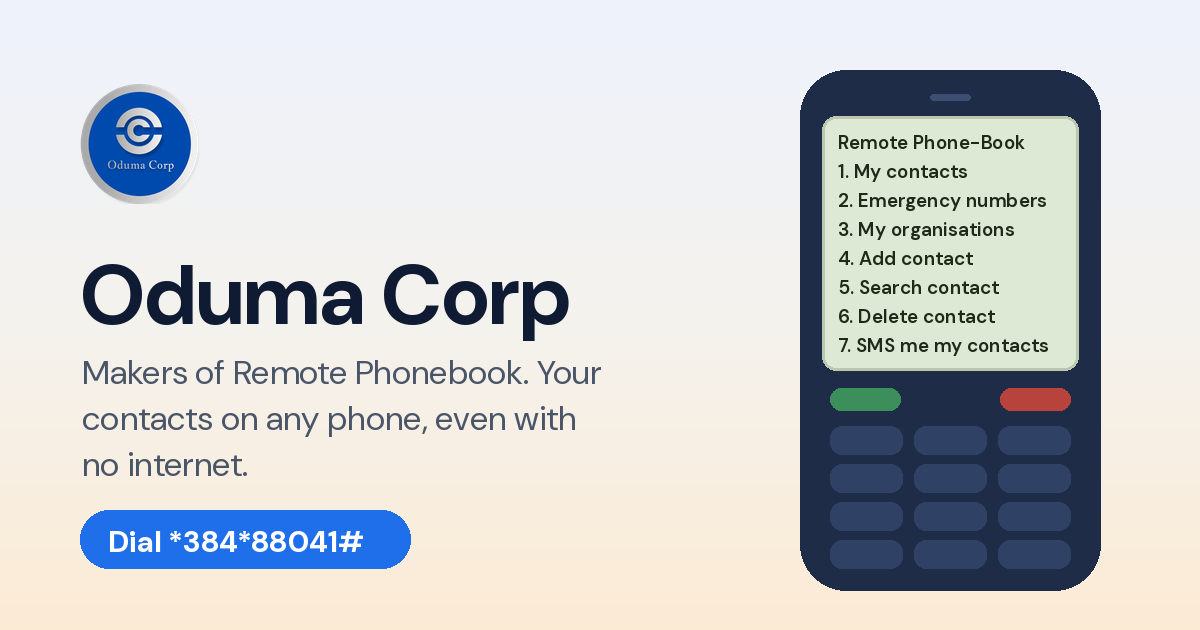 Oduma Corp
Oduma Corp
Makers of Remote Phonebook. Your
contacts on any phone, even with
no internet.
Dial *384*88041#
Remote Phone-Book
1. My contacts
2. Emergency numbers
3. My organisations
4. Add contact
5. Search contact
6. Delete contact
7. SMS me my contacts